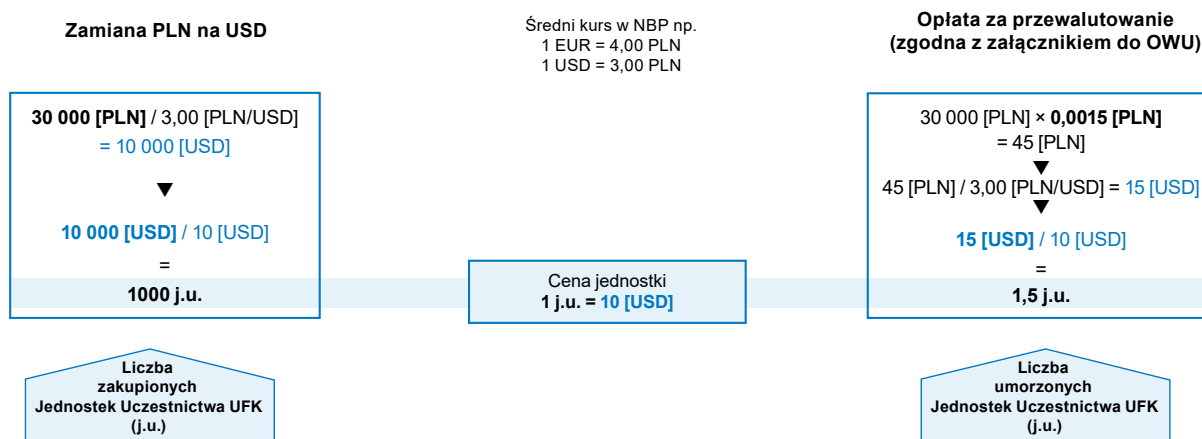 Zamiana PLN na USD
30 000 [PLN] / 3,00 [PLN/USD]
= 10 000 [USD]
▼
10 000 [USD] / 10 [USD]
=
1000 j.u.
Liczba
zakupionych
Jednostek Uczestnictwa UFK
(j.u.)
Średni kurs w NBP np.
1 EUR = 4,00 PLN
1 USD = 3,00 PLN
Cena jednostki
1 j.u. = 10 [USD]
Opłata za przewalutowanie
(zgodna z załącznikiem do OWU)
30 000 [PLN] × 0,0015 [PLN]
= 45 [PLN]
▼
45 [PLN] / 3,00 [PLN/USD] = 15 [USD]
▼
15 [USD] / 10 [USD]
=
1,5 j.u.
Liczba
umorzonych
Jednostek Uczestnictwa UFK
(j.u.)